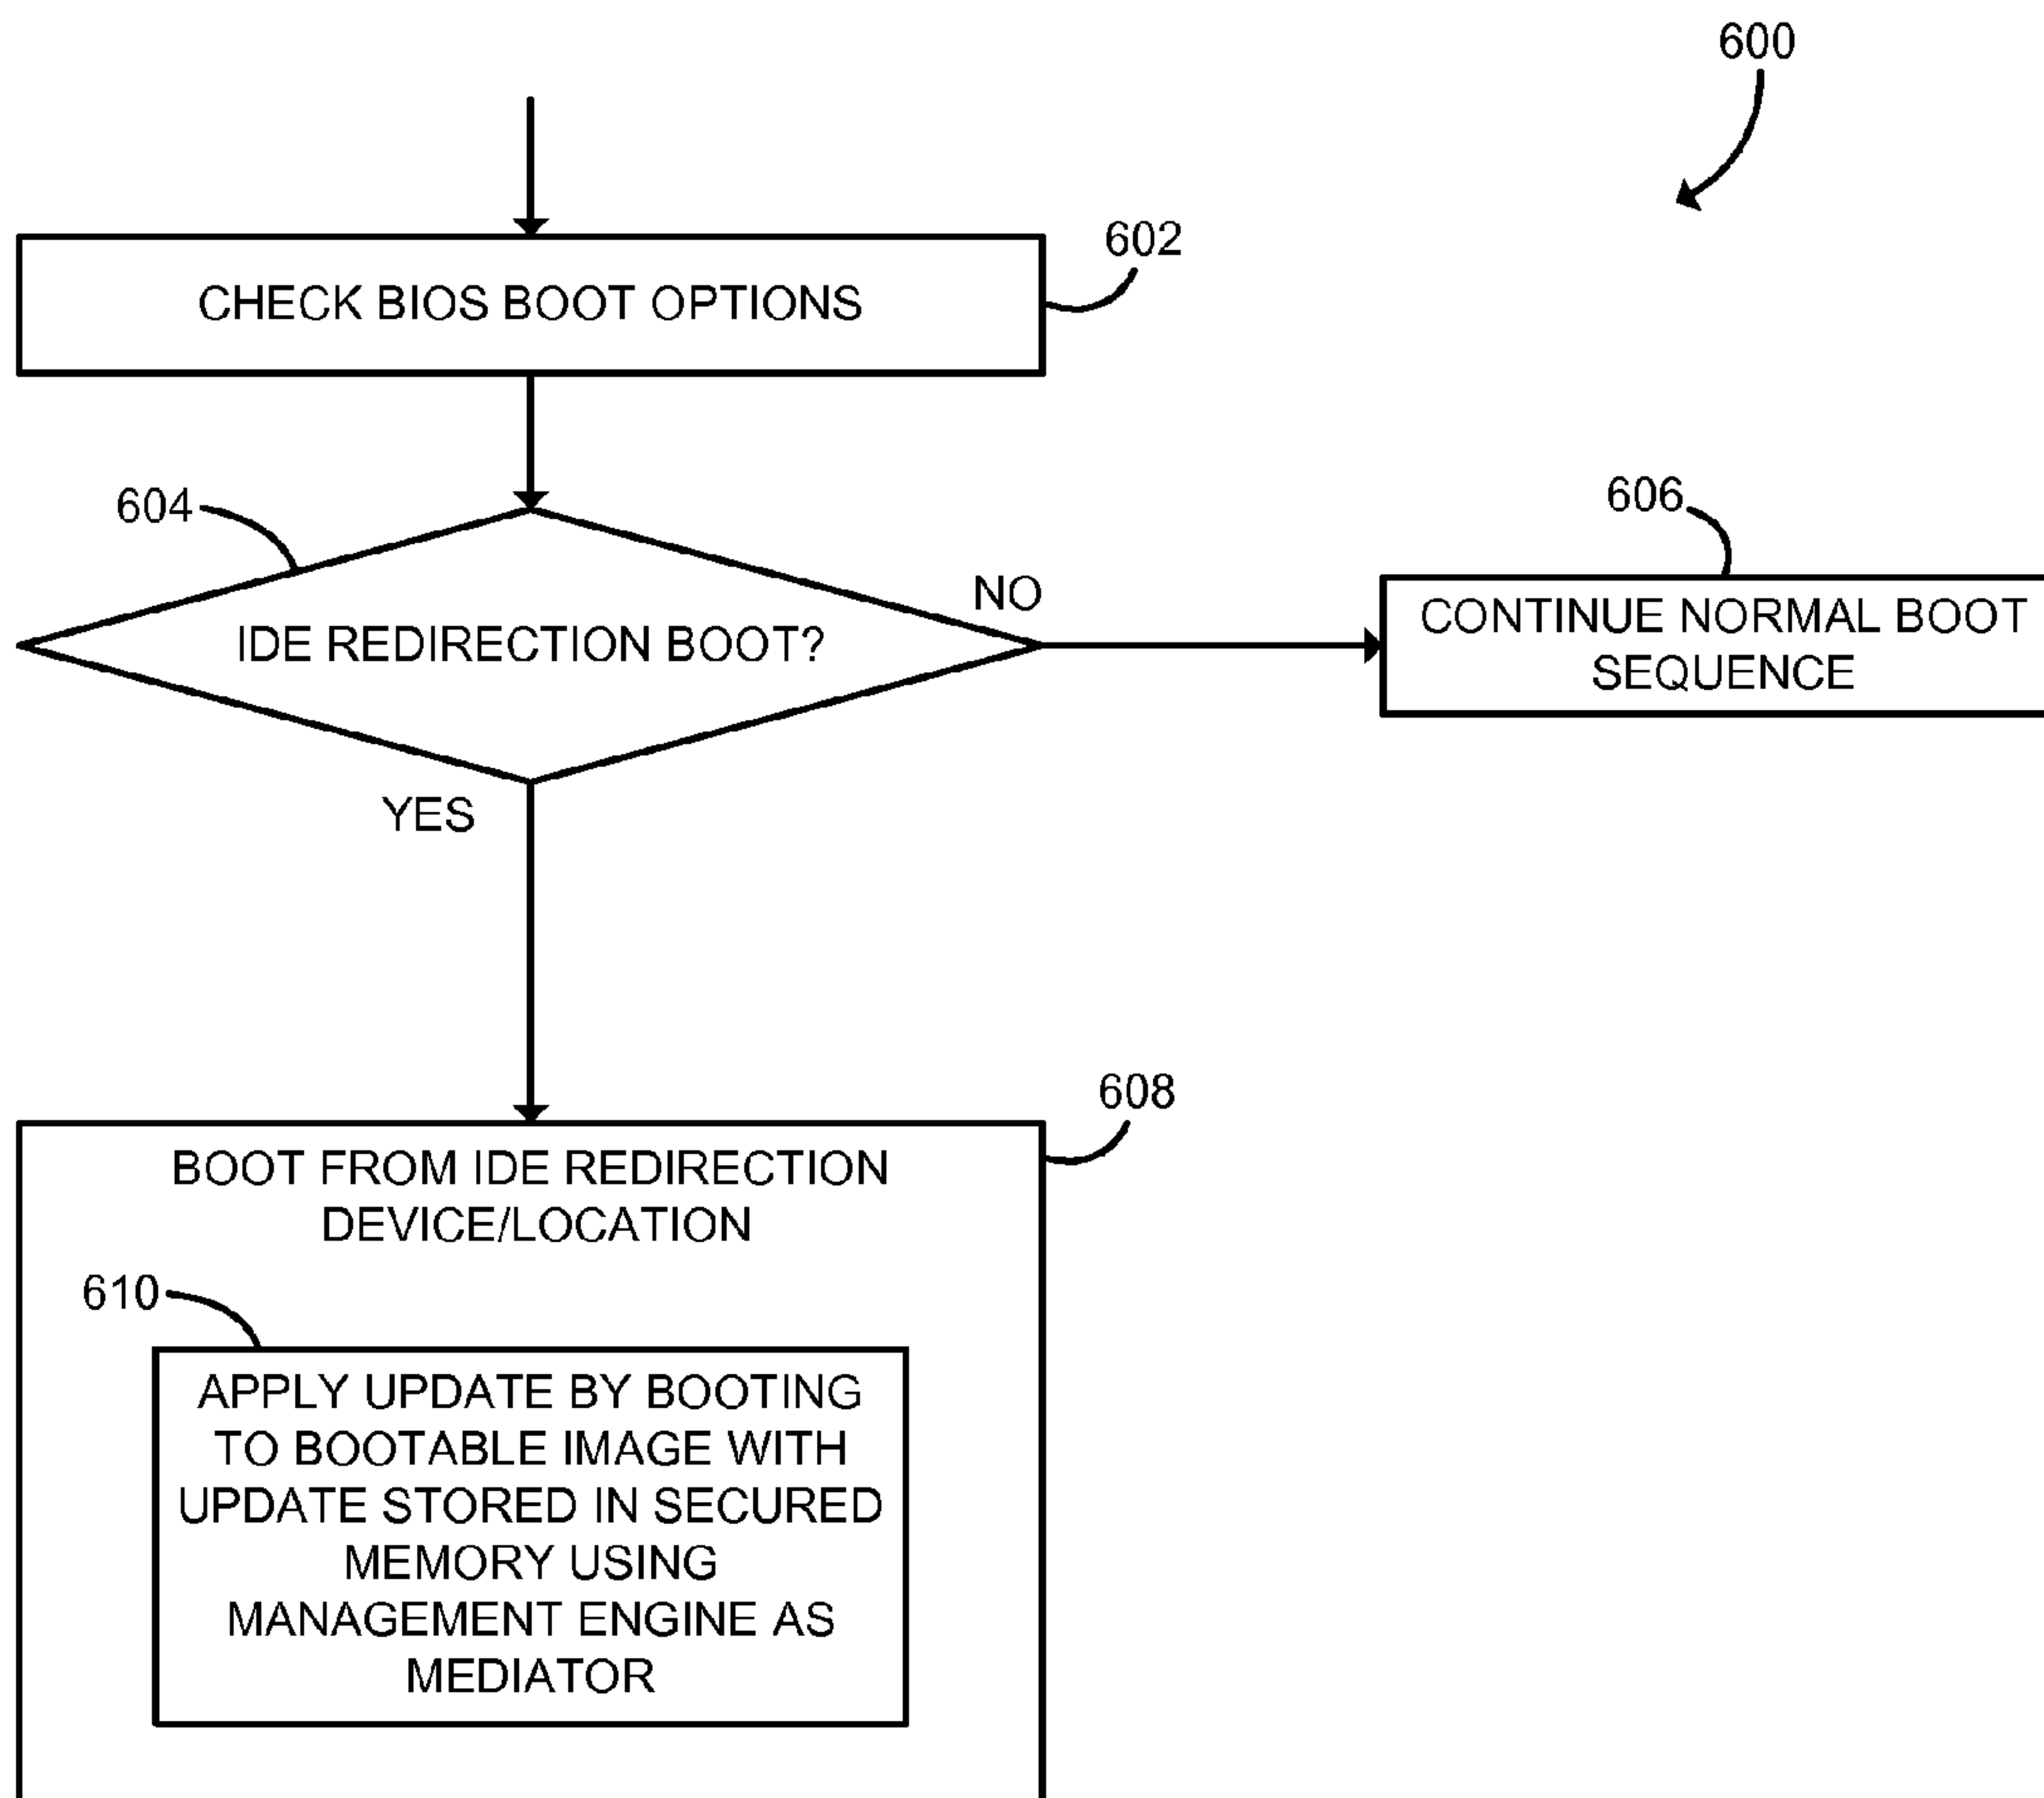 600
602
CHECK BIOS BOOT OPTIONS
604
606
NO
IDE REDIRECTION BOOT?
CONTINUE NORMAL BOOT
SEQUENCE
YES
608
BOOT FROM IDE REDIRECTION
DEVICE/LOCATION
610
APPLY UPDATE BY BOOTING
TO BOOTABLE IMAGE WITH
UPDATE STORED IN SECURED
MEMORY USING
MANAGEMENT ENGINE AS
MEDIATOR